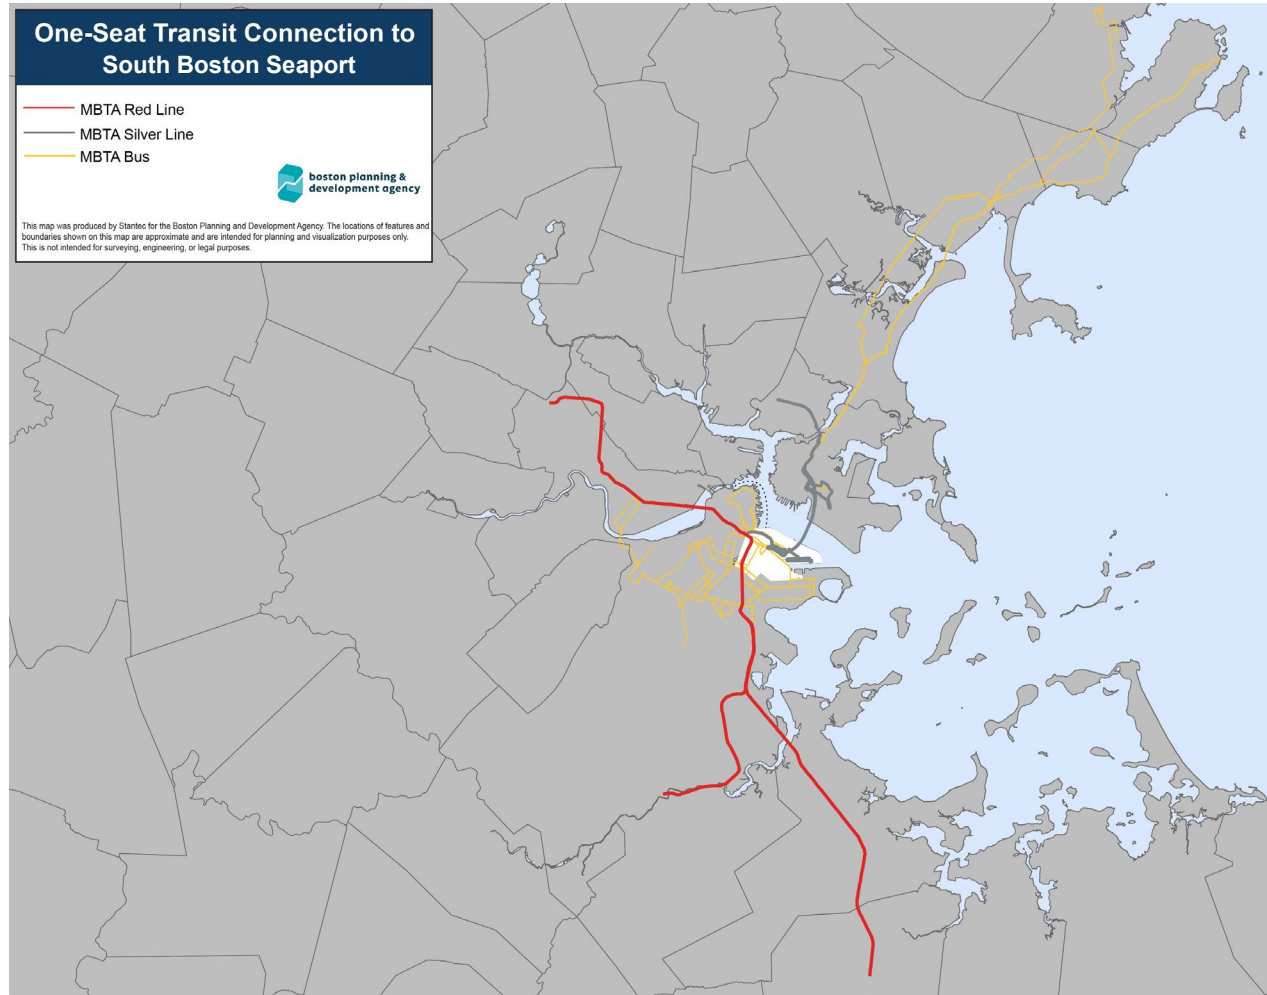 One-Seat Transit Connection to
South Boston Seaport
MBTA Red Line
MBTA Silver Line
MBTA Bus
boston planning &
development agency
This map was produced by Stantec for the Boston Planning and Development Agency. The locations of features and
boundaries shown on this map are approximate and are intended for planning and visualization purposes only.
This is not intended for surveying, engineering, or legal purposes.